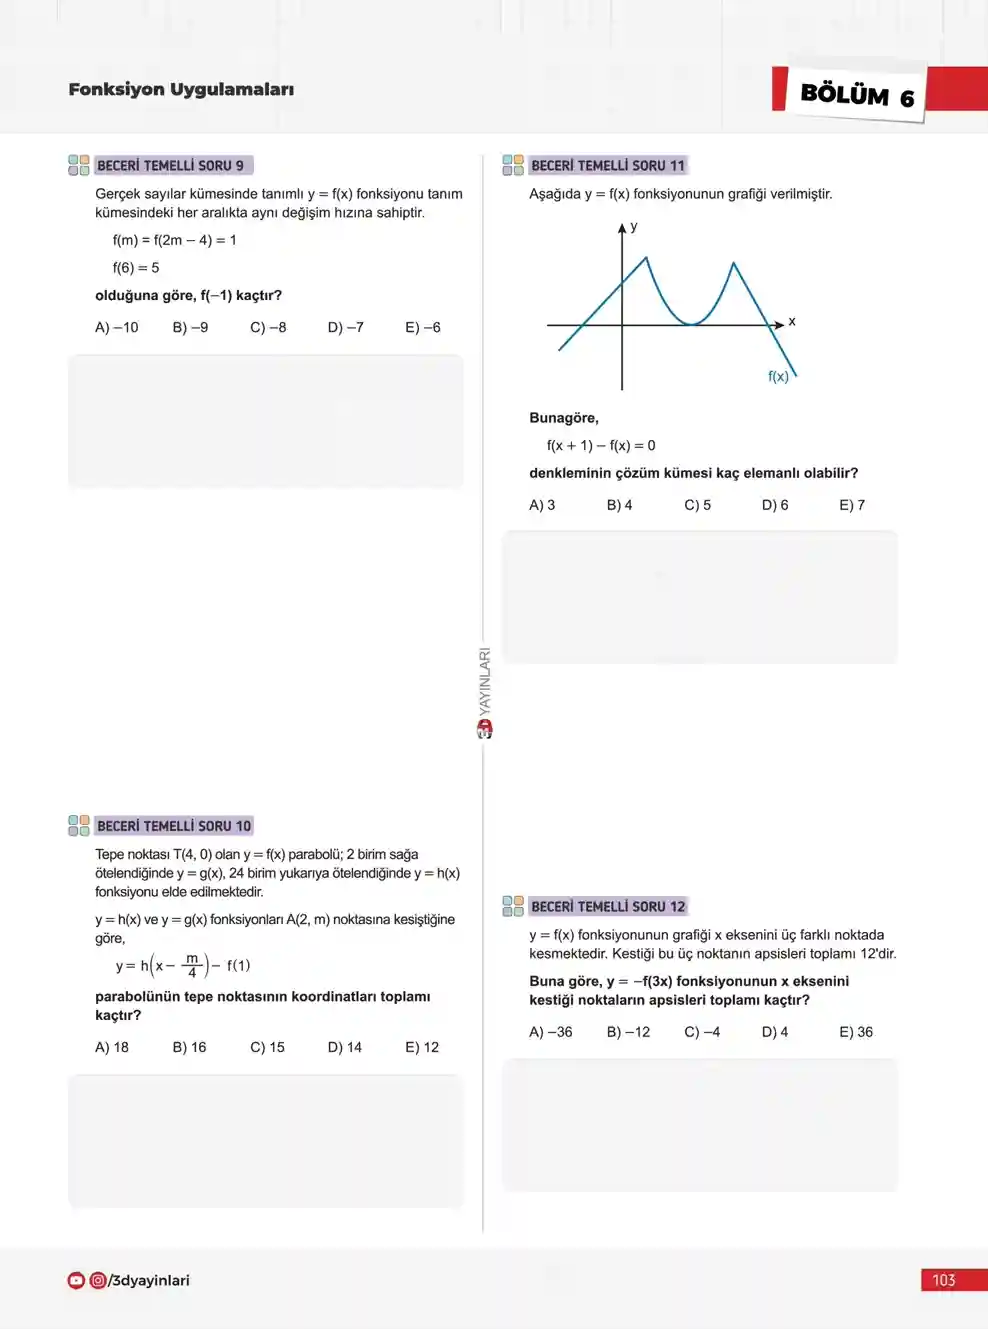 Fonksiyon Uygulamaları
BÖLÜM 6
BECERİ TEMELLİ SORU 9
Gerçek sayılar kümesinde tanımlı y = f(x) fonksiyonu tanım
kümesindeki her aralıkta aynı değişim hızına sahiptir.
f(m) = f(2m – 4) = 1
f(6) = 5
olduğuna göre, f(–1) kaçtır?
A) –10 B) –9 C) –8 D) –7 E) –6
BECERİ TEMELLİ SORU 10
Tepe noktası T(4, 0) olan y = f(x) parabolü; 2 birim sağa
ötelendiğinde y = g(x), 24 birim yukarıya ötelendiğinde y = h(x)
fonksiyonu elde edilmektedir.
y = h(x) ve y = g(x) fonksiyonları A(2, m) noktasına kesiştiğine
göre,
y = h(x – m/4) – f(1)
parabolünün tepe noktasının koordinatları toplamı
kaçtır?
A) 18 B) 16 C) 15 D) 14 E) 12
YAYINLARI
BECERİ TEMELLİ SORU 11
Aşağıda y = f(x) fonksiyonunun grafiği verilmiştir.
y
x
f(x)
Bunagöre,
f(x + 1) – f(x) = 0
denkleminin çözüm kümesi kaç elemanlı olabilir?
A) 3 B) 4 C) 5 D) 6 E) 7
BECERİ TEMELLİ SORU 12
y = f(x) fonksiyonunun grafiği x eksenini üç farklı noktada
kesmektedir. Kestiği bu üç noktanın apsisleri toplamı 12'dir.
Buna göre, y = –f(3x) fonksiyonunun x eksenini
kestiği noktaların apsisleri toplamı kaçtır?
A) –36 B) –12 C) –4 D) 4 E) 36
/3dyayinlari
103